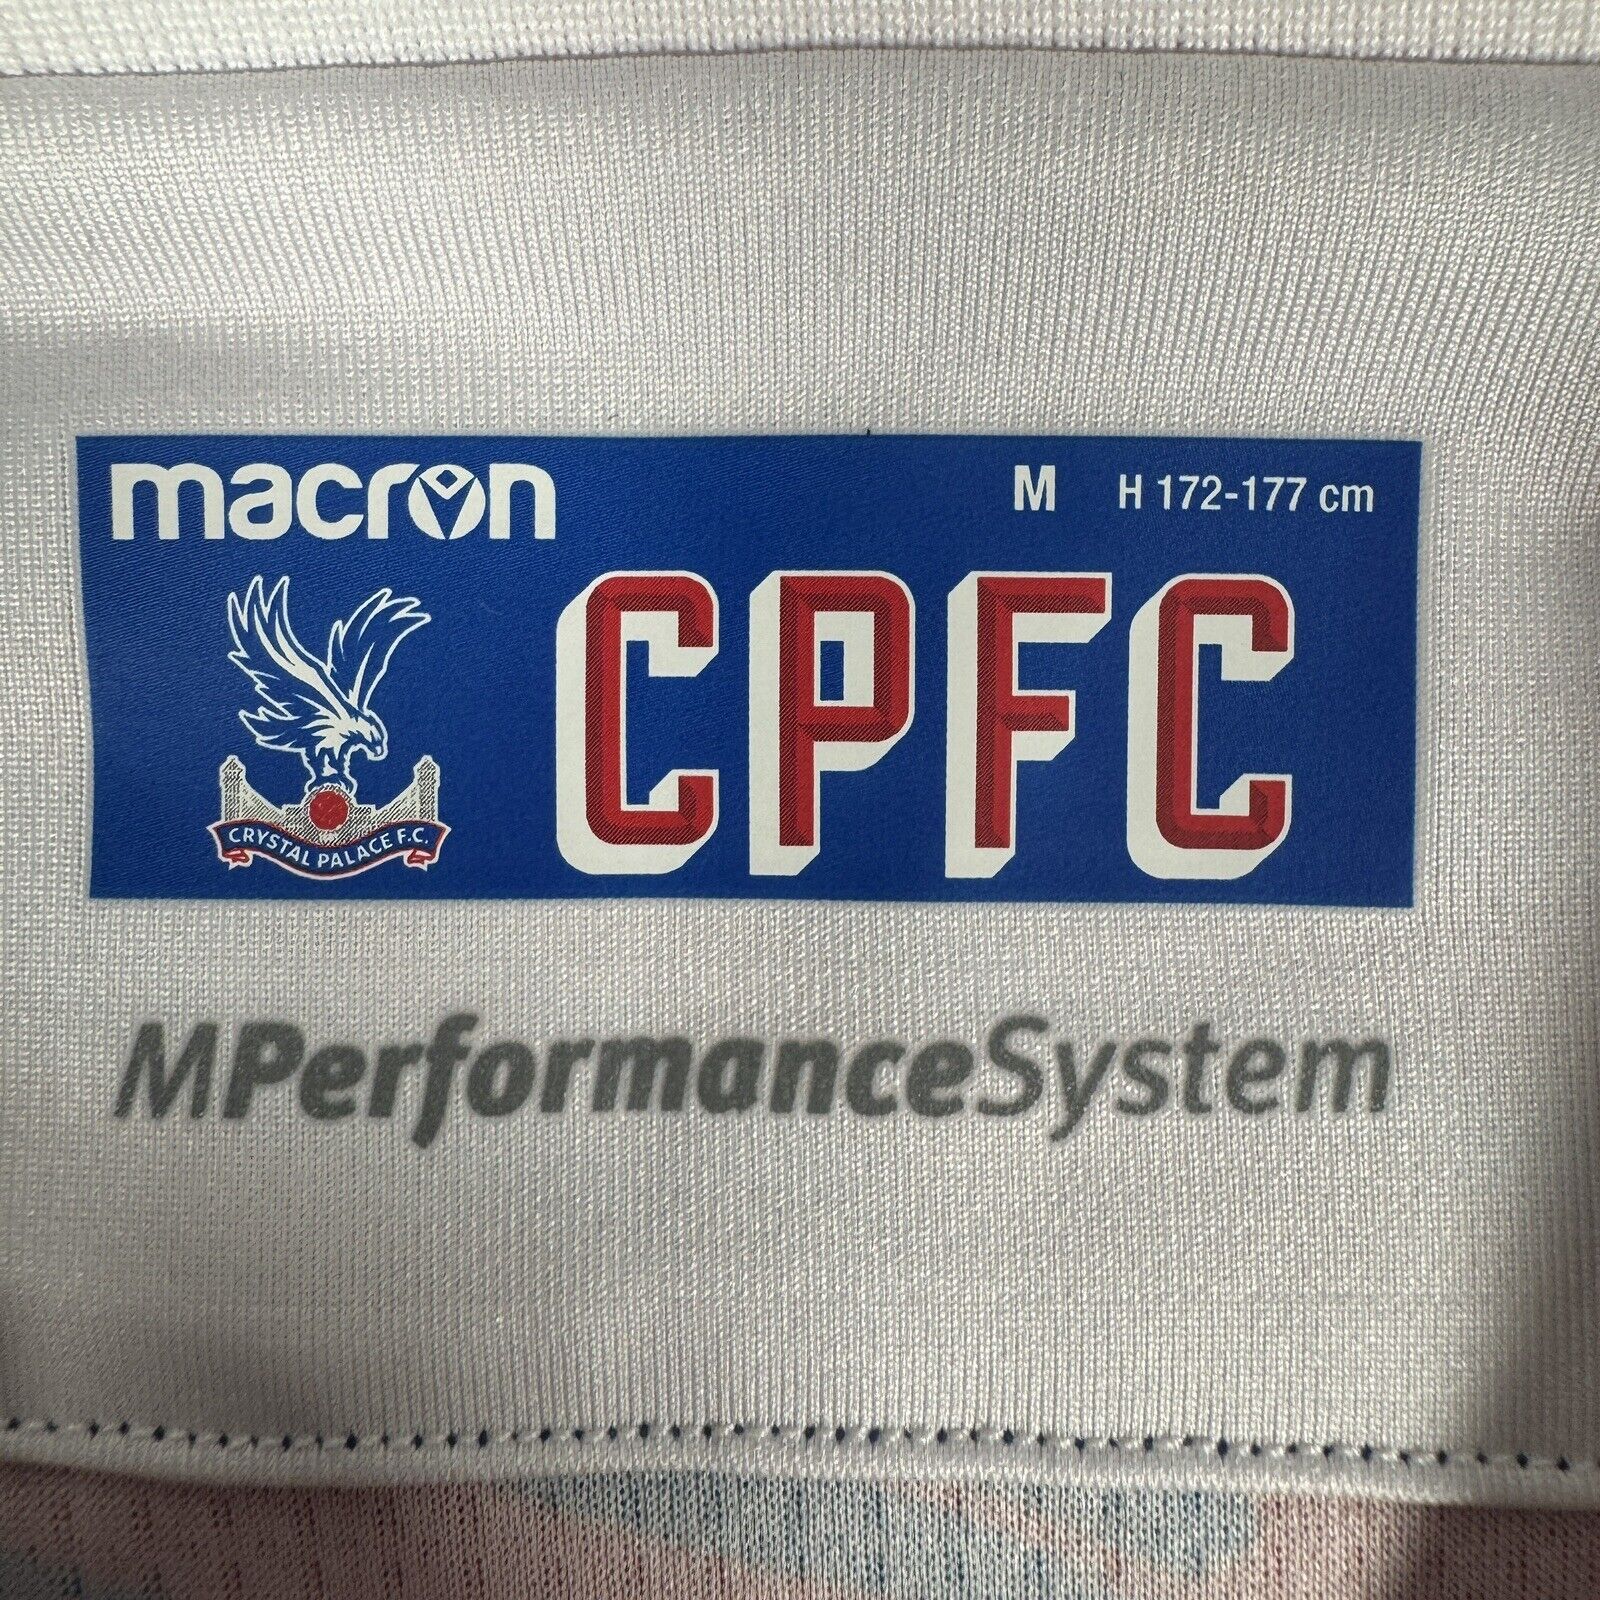 macron M H 172-177 cm
CPFC
CRYSTAL PALACE F.C.
MPerformanceSystem